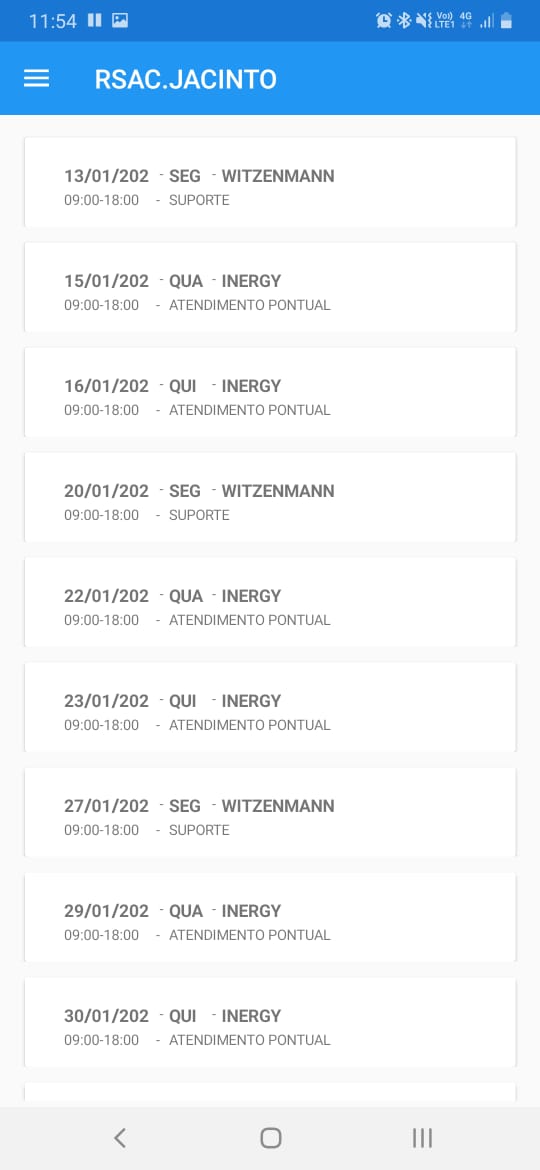 11:54 Vo)) 4G
LTE1
RSAC.JACINTO
13/01/202 - SEG - WITZENMANN
09:00-18:00 - SUPORTE
15/01/202 - QUA - INERGY
09:00-18:00 - ATENDIMENTO PONTUAL
16/01/202 - QUI - INERGY
09:00-18:00 - ATENDIMENTO PONTUAL
20/01/202 - SEG - WITZENMANN
09:00-18:00 - SUPORTE
22/01/202 - QUA - INERGY
09:00-18:00 - ATENDIMENTO PONTUAL
23/01/202 - QUI - INERGY
09:00-18:00 - ATENDIMENTO PONTUAL
27/01/202 - SEG - WITZENMANN
09:00-18:00 - SUPORTE
29/01/202 - QUA - INERGY
09:00-18:00 - ATENDIMENTO PONTUAL
30/01/202 - QUI - INERGY
09:00-18:00 - ATENDIMENTO PONTUAL